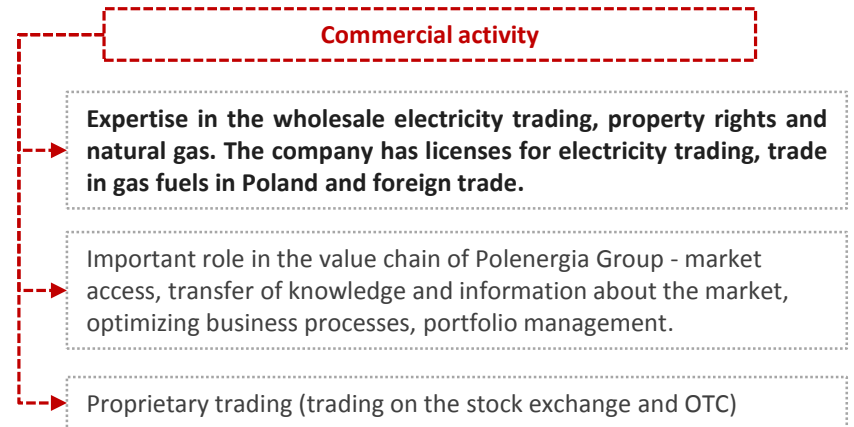 Commercial activity
Expertise in the wholesale electricity trading, property rights and
natural gas. The company has licenses for electricity trading, trade
in gas fuels in Poland and foreign trade.
Important role in the value chain of Polenergia Group - market
access, transfer of knowledge and information about the market,
optimizing business processes, portfolio management.
Proprietary trading (trading on the stock exchange and OTC)